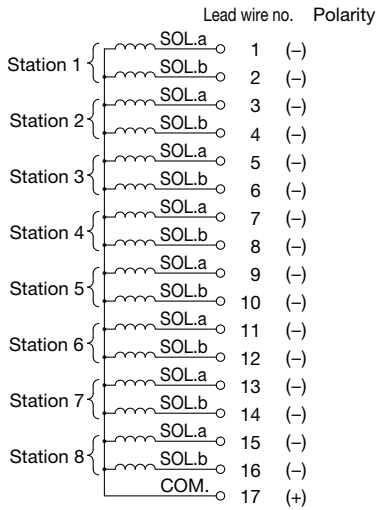 Lead wire no. Polarity
Station 1 SOL.a 1 (–)
SOL.b 2 (–)
Station 2 SOL.a 3 (–)
SOL.b 4 (–)
Station 3 SOL.a 5 (–)
SOL.b 6 (–)
Station 4 SOL.a 7 (–)
SOL.b 8 (–)
Station 5 SOL.a 9 (–)
SOL.b 10 (–)
Station 6 SOL.a 11 (–)
SOL.b 12 (–)
Station 7 SOL.a 13 (–)
SOL.b 14 (–)
Station 8 SOL.a 15 (–)
SOL.b 16 (–)
COM. 17 (+)